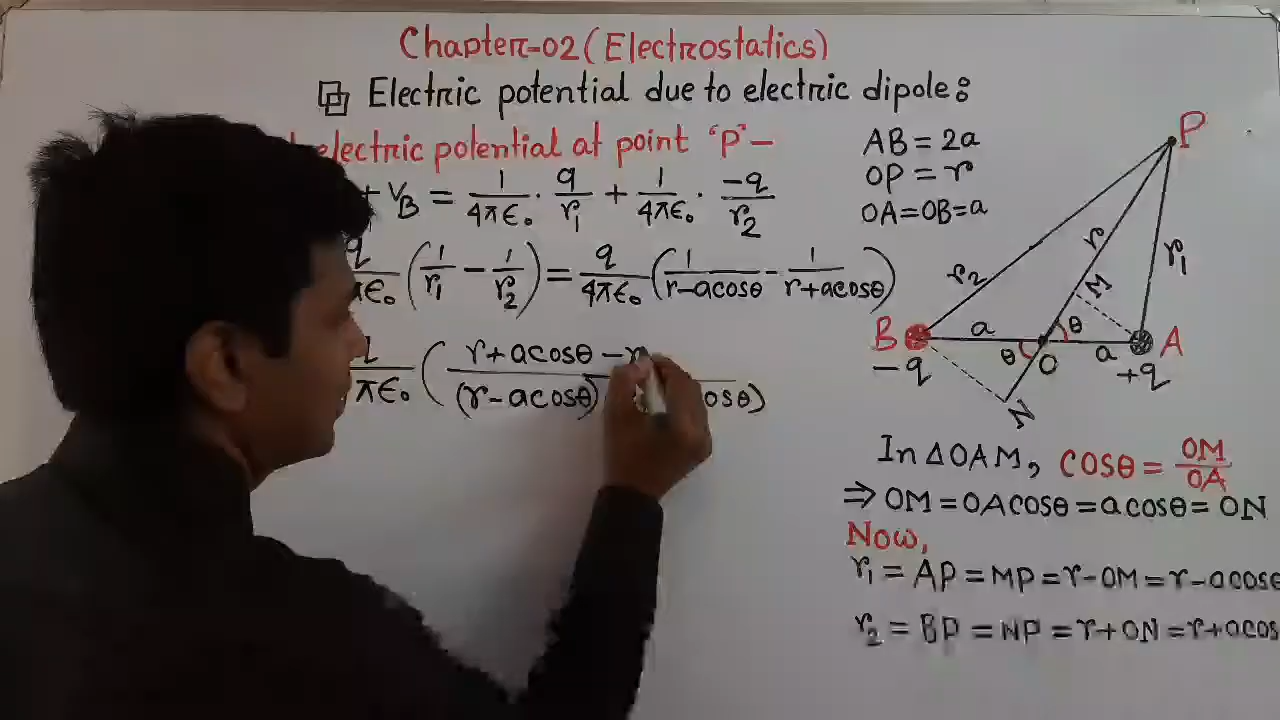 Chapter-02 (Electrostatics)
Electric potential due to electric dipole:
electric potential at point 'P'-
+ V_B = 1/4πε₀ · q/r₁ + 1/4πε₀ · -q/r₂
πε₀ (1/r₁ - 1/r₂) = q/4πε₀ (1/r-acosθ - 1/r+acosθ)
πε₀ ( r+acosθ - r / (r-acosθ) osθ)
AB = 2a
OP = r
OA=OB=a
P
r₂
r
r₁
M
B
a
θ
θ
O
a
A
-q
+q
N
In ΔOAM, cosθ = OM/OA
⇒ OM = OAcosθ = acosθ = ON
Now,
r₁ = AP = MP = r-OM = r-acosθ
r₂ = BP = NP = r+ON = r+acos